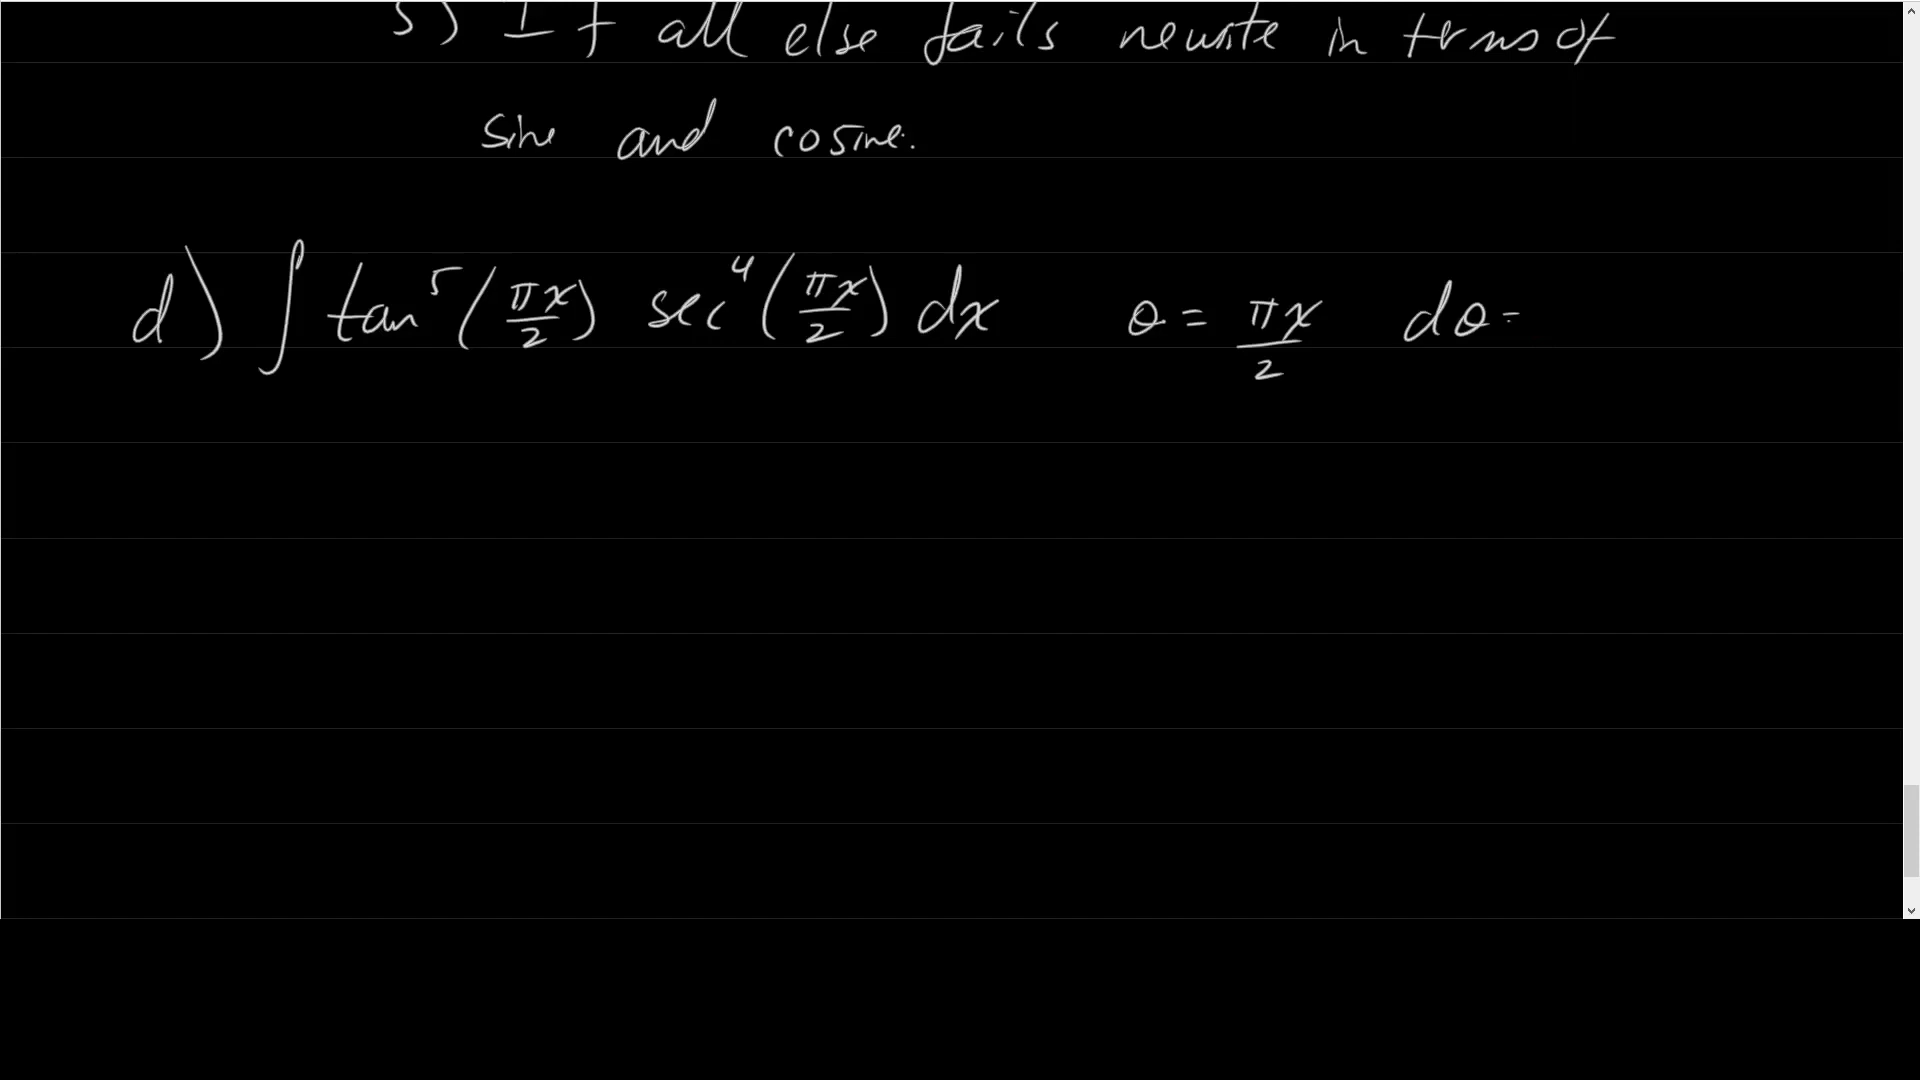 5) If all else fails rewrite in terms of
sine and cosine.
d) ∫ tan⁵(πx/2) sec⁴(πx/2) dx θ = πx/2 dθ=